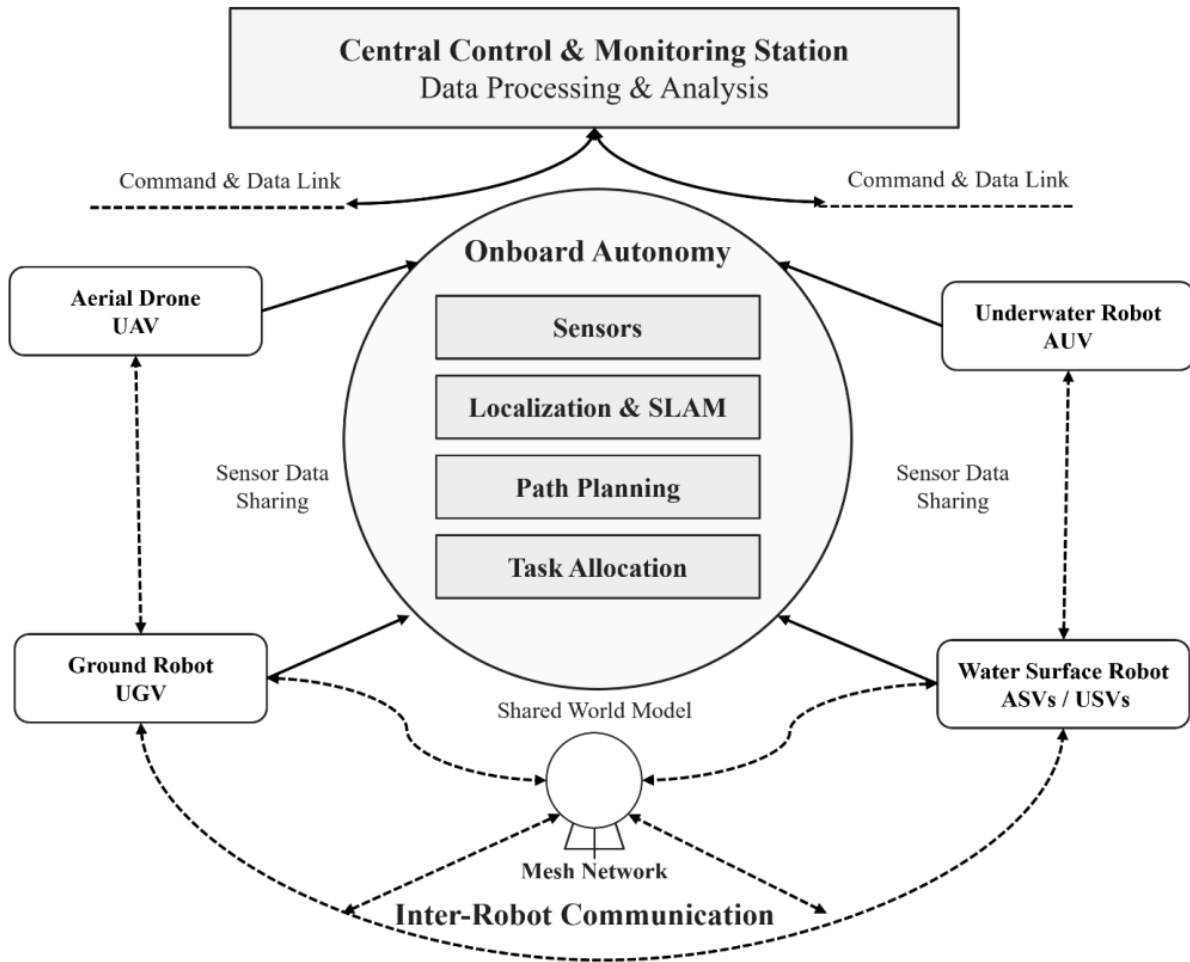 Central Control & Monitoring Station
Data Processing & Analysis
Command & Data Link
Command & Data Link
Onboard Autonomy
Aerial Drone
UAV
Underwater Robot
AUV
Sensors
Localization & SLAM
Path Planning
Task Allocation
Sensor Data
Sharing
Sensor Data
Sharing
Ground Robot
UGV
Water Surface Robot
ASVs / USVs
Shared World Model
Mesh Network
Inter-Robot Communication